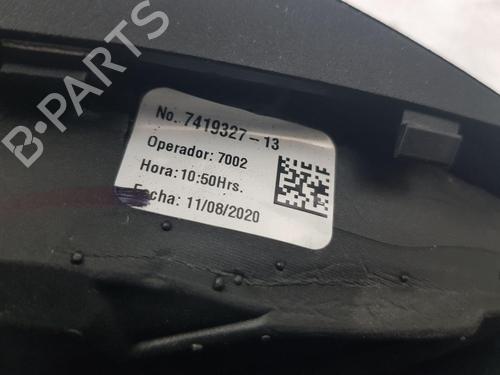 B-PARTS
No. 7419327-13
Operador: 7002
Hora:10:50Hrs.
Fecha: 11/08/2020